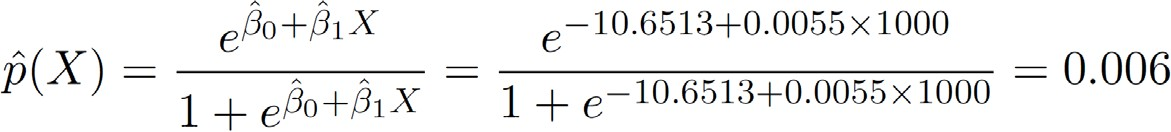 p̂(X) = e^{β̂₀+β̂₁X} / (1 + e^{β̂₀+β̂₁X}) = e^{−10.6513+0.0055×1000} / (1 + e^{−10.6513+0.0055×1000}) = 0.006